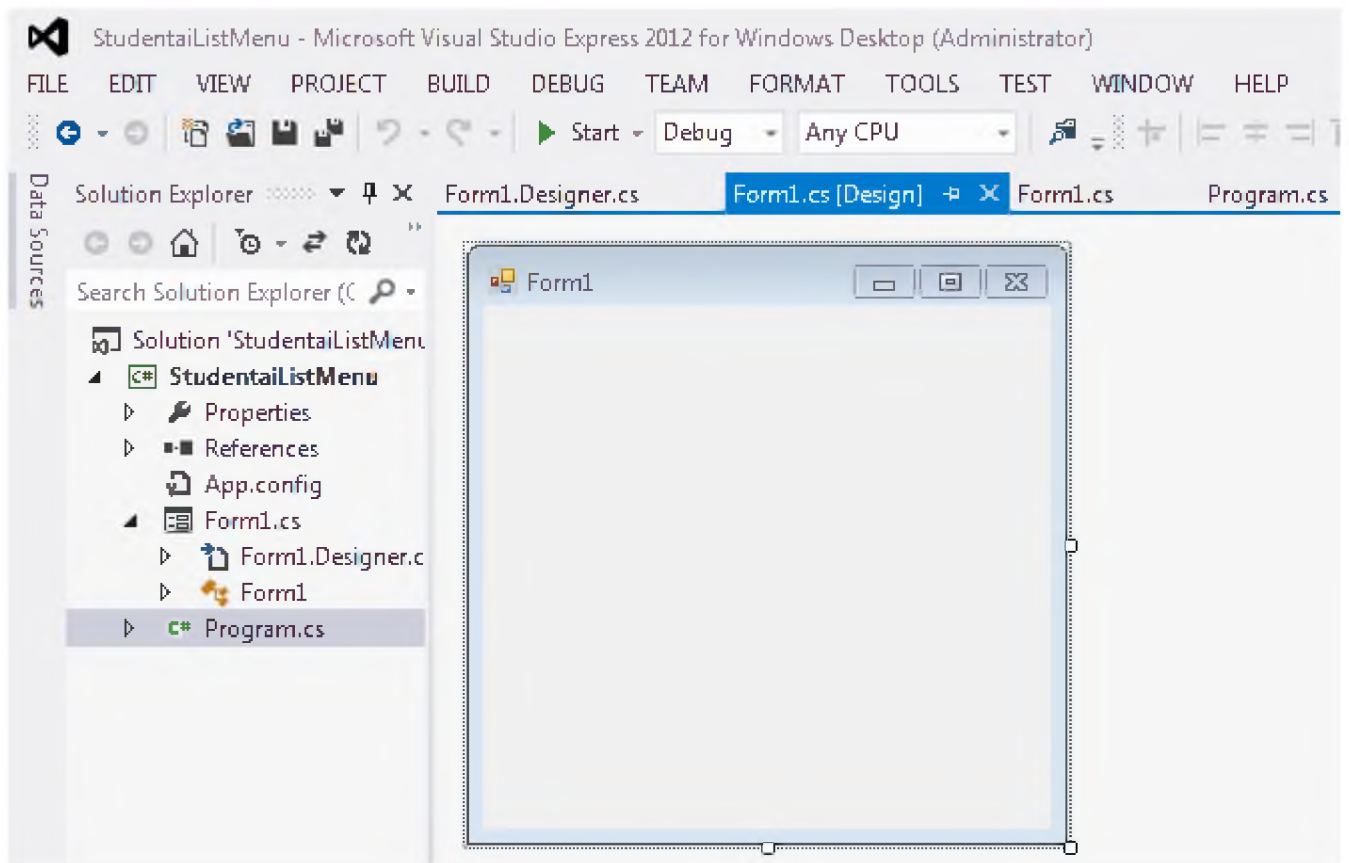 StudentaiListMenu - Microsoft Visual Studio Express 2012 for Windows Desktop (Administrator)
FILE EDIT VIEW PROJECT BUILD DEBUG TEAM FORMAT TOOLS TEST WINDOW HELP
Start Debug Any CPU
Data Sources
Solution Explorer
Form1.Designer.cs Form1.cs [Design] Form1.cs Program.cs
Search Solution Explorer (C
Form1
Solution 'StudentaiListMenu
C# StudentaiListMenu
Properties
References
App.config
Form1.cs
Form1.Designer.c
Form1
C# Program.cs